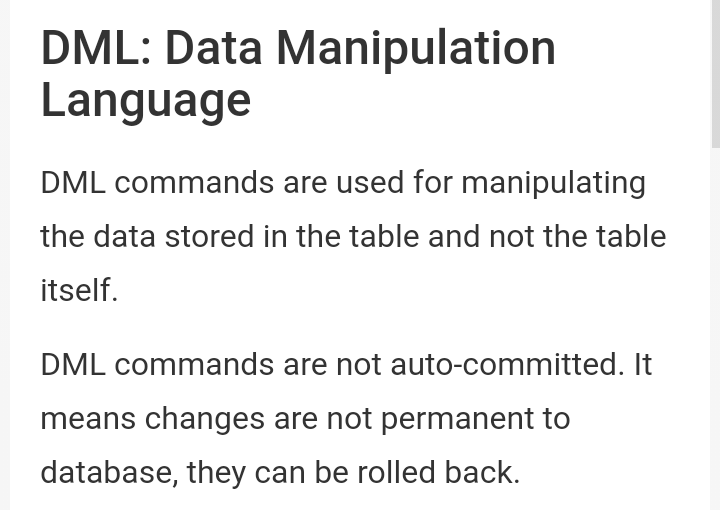 DML: Data Manipulation
Language
DML commands are used for manipulating
the data stored in the table and not the table
itself.
DML commands are not auto-committed. It
means changes are not permanent to
database, they can be rolled back.